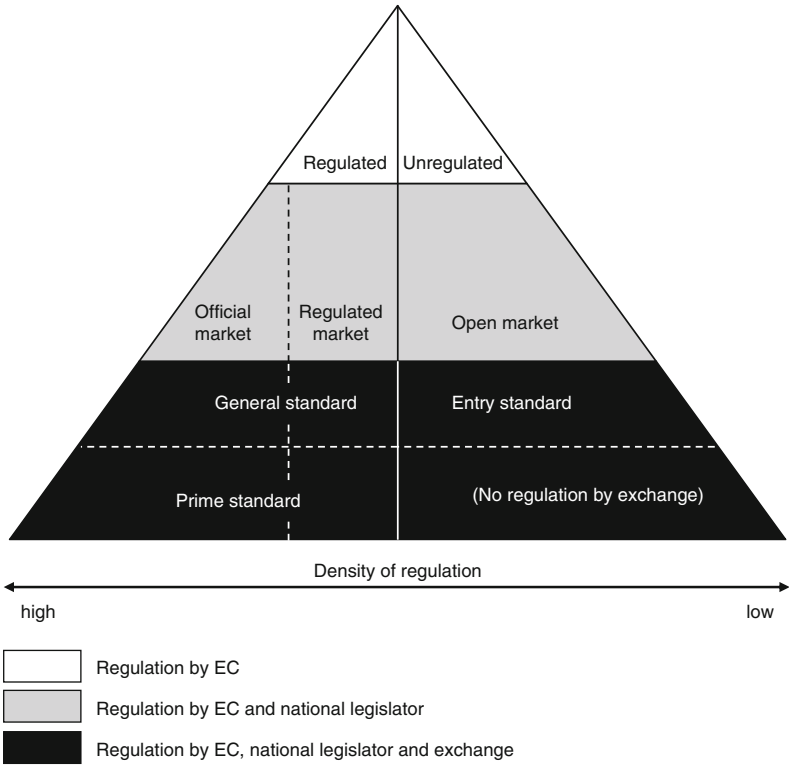 Regulated Unregulated
Official
market
Regulated
market
Open market
General standard Entry standard
Prime standard (No regulation by exchange)
Density of regulation
high low
Regulation by EC
Regulation by EC and national legislator
Regulation by EC, national legislator and exchange